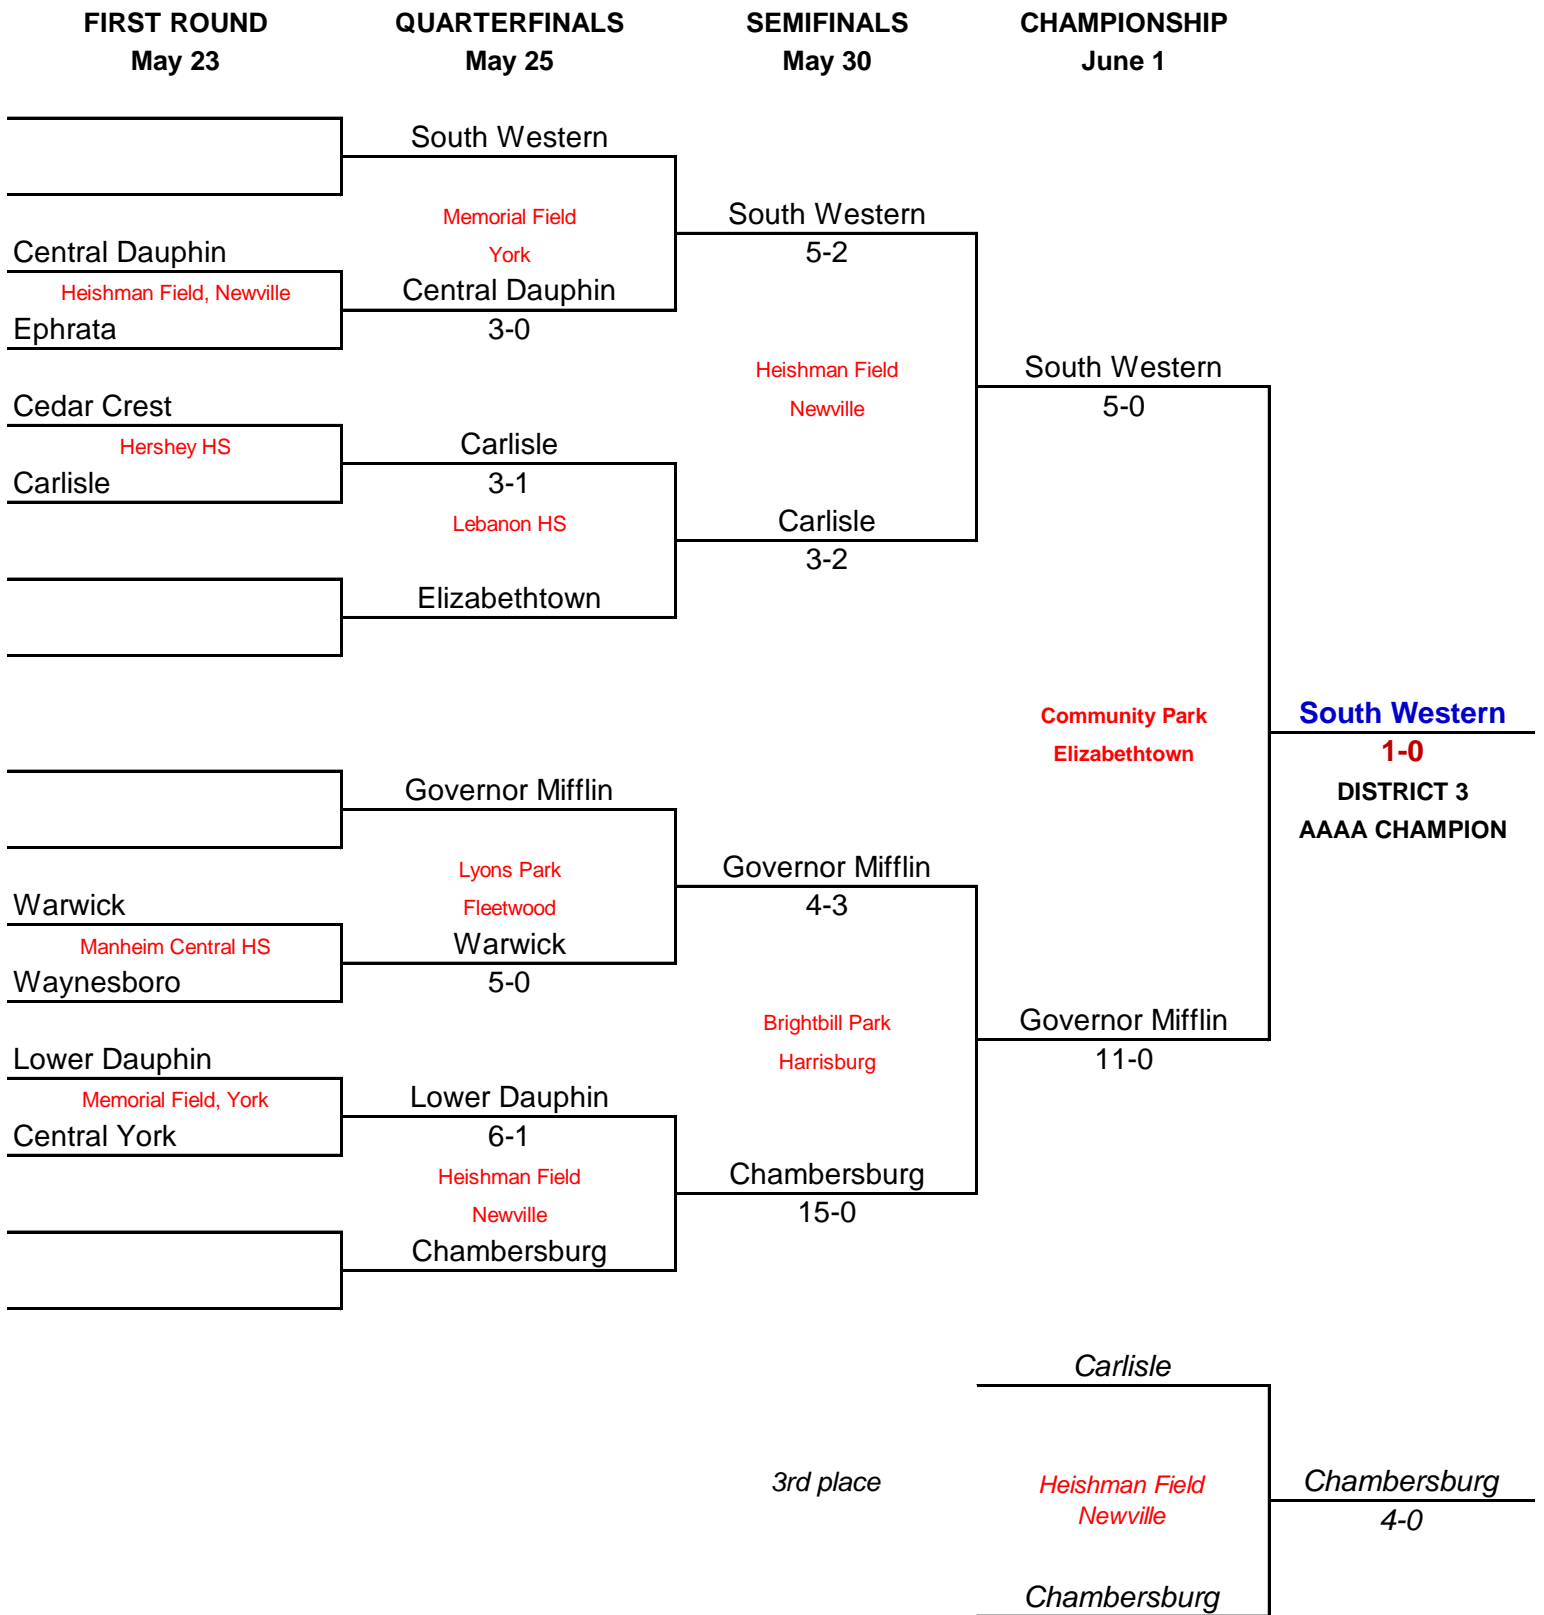 FIRST ROUND QUARTERFINALS SEMIFINALS CHAMPIONSHIP
May 23 May 25 May 30 June 1
South Western
Memorial Field South Western
Central Dauphin York 5-2
Heishman Field, Newville Central Dauphin
Ephrata 3-0
Heishman Field South Western
Cedar Crest Newville 5-0
Hershey HS Carlisle
Carlisle 3-1
Lebanon HS Carlisle
3-2
Elizabethtown
Community Park South Western
Elizabethtown 1-0
Governor Mifflin DISTRICT 3
AAAA CHAMPION
Lyons Park Governor Mifflin
Warwick Fleetwood 4-3
Manheim Central HS Warwick
Waynesboro 5-0
Brightbill Park Governor Mifflin
Lower Dauphin Harrisburg 11-0
Memorial Field, York Lower Dauphin
Central York 6-1
Heishman Field Chambersburg
Newville 15-0
Chambersburg
Carlisle
3rd place Heishman Field Chambersburg
Newville 4-0
Chambersburg